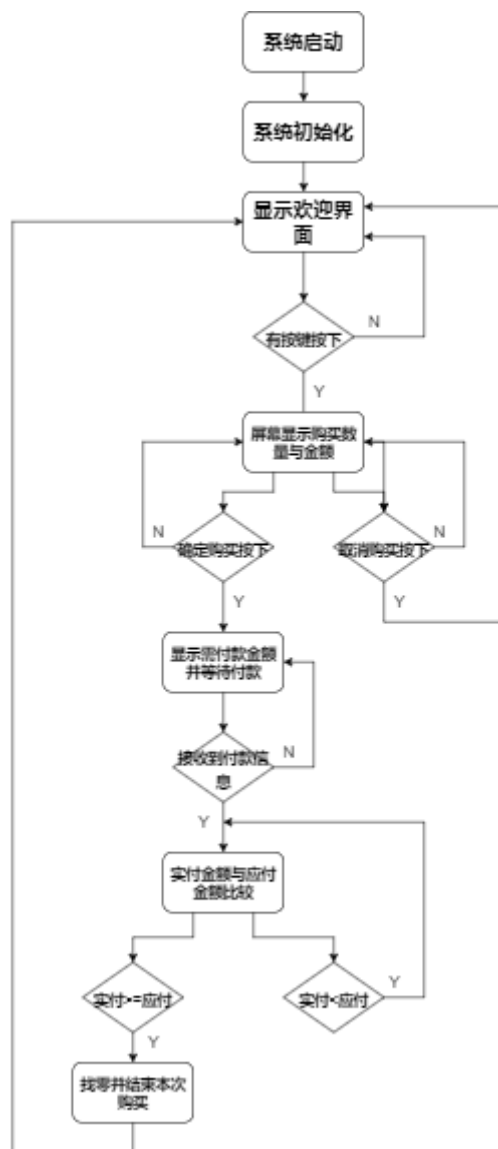 系统启动
系统初始化
显示欢迎界
面
有按键按下
N
Y
屏幕显示购买数
量与金额
N
确定购买按下
取消购买按下
N
Y
Y
显示需付款金额
并等待付款
接收到付款信
息
N
Y
实付金额与应付
金额比较
实付>=应付
实付<应付
Y
Y
找零并结束本次
购买